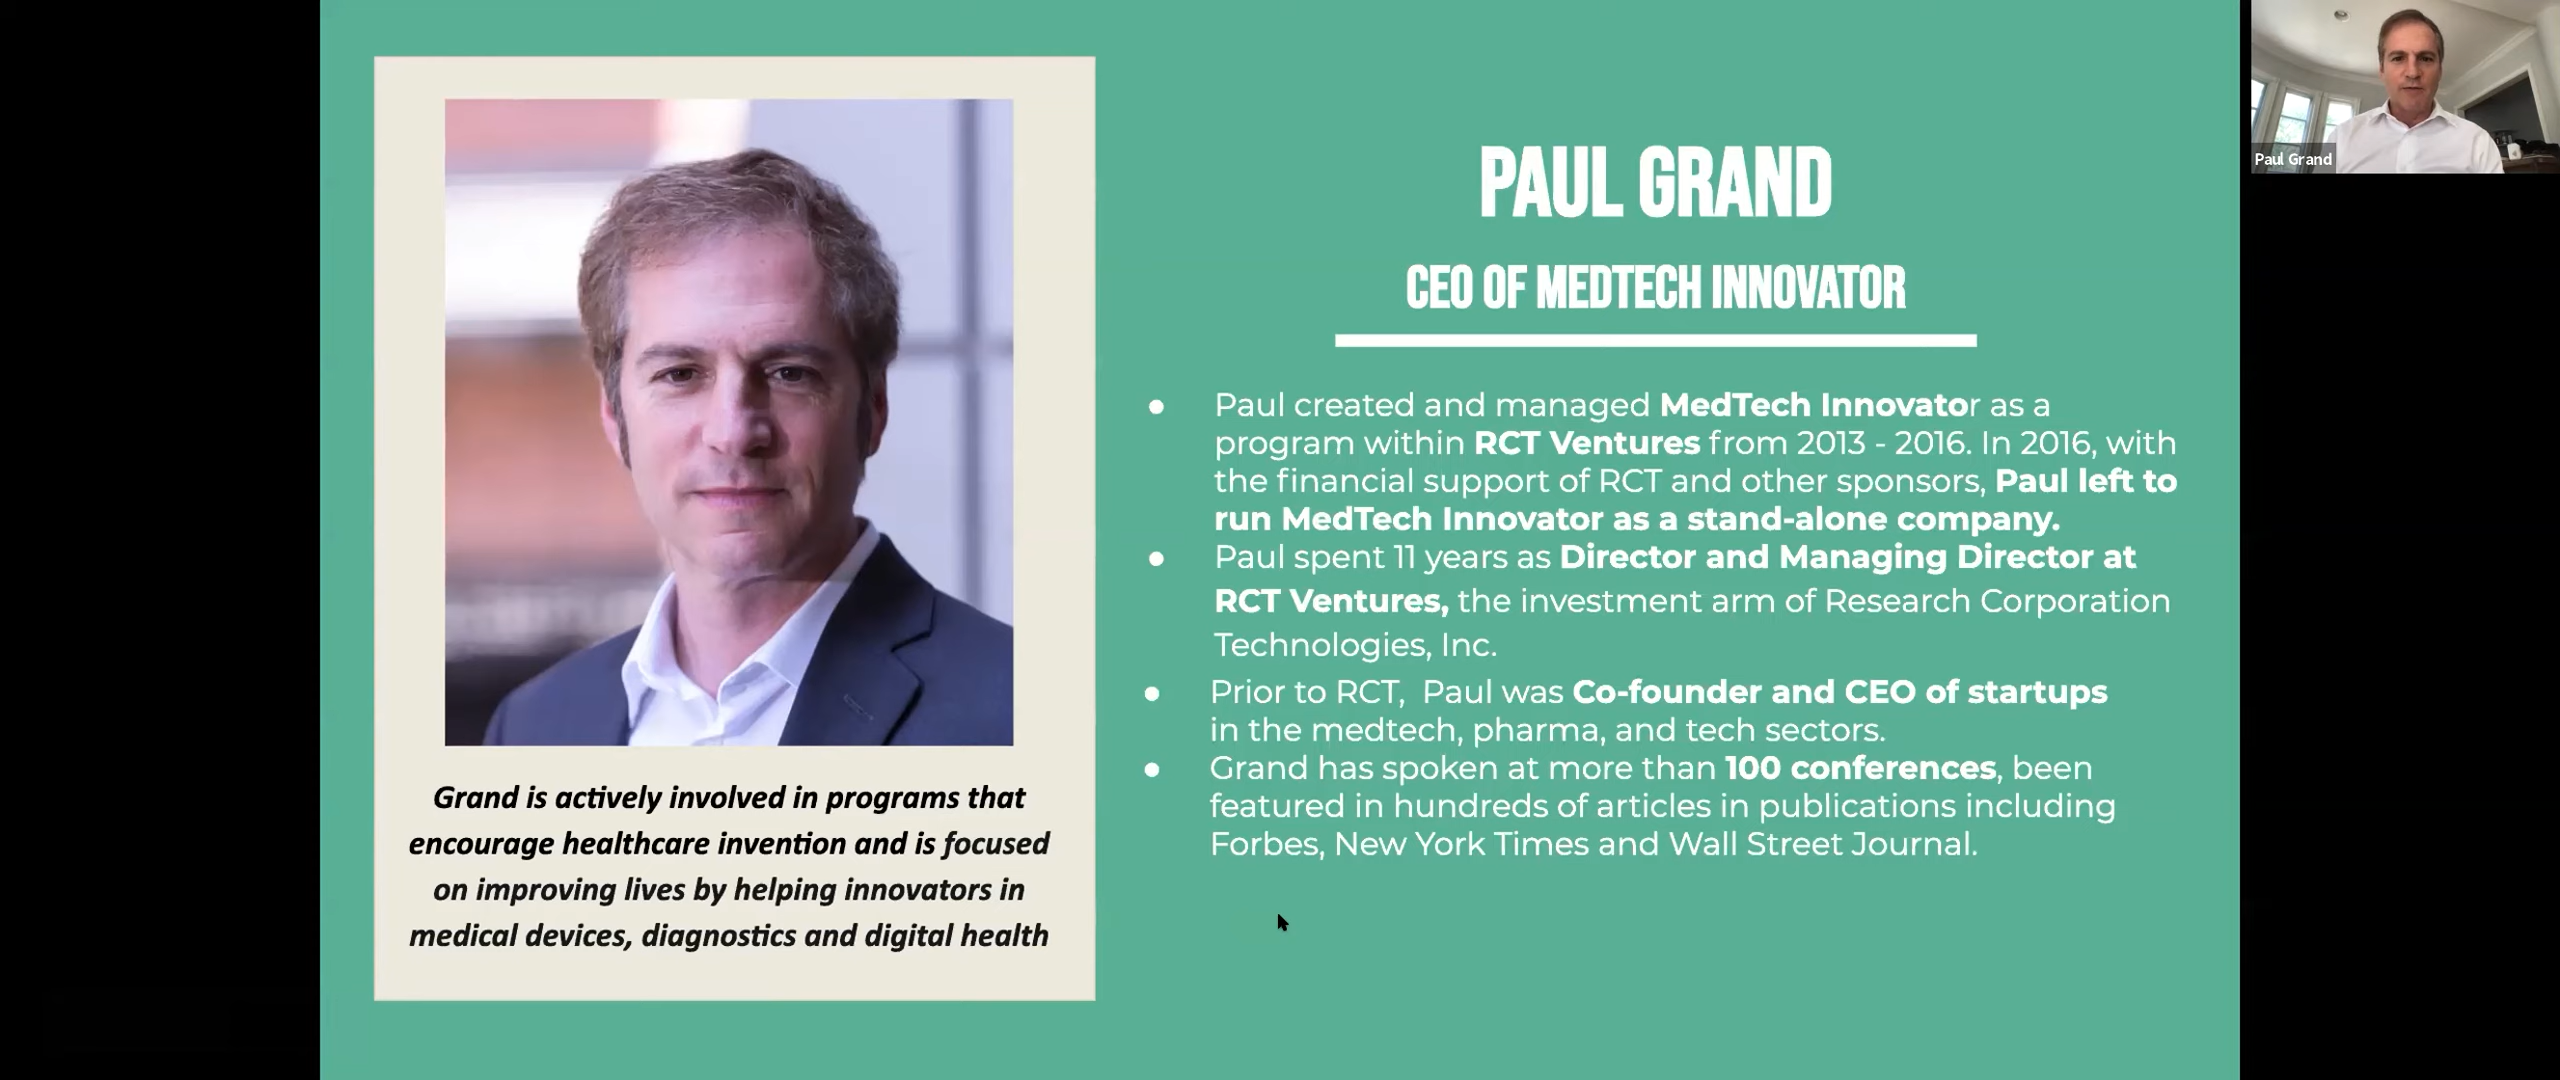 PAUL GRAND
CEO OF MEDTECH INNOVATOR
Paul created and managed MedTech Innovator as a
program within RCT Ventures from 2013 - 2016. In 2016, with
the financial support of RCT and other sponsors, Paul left to
run MedTech Innovator as a stand-alone company.
Paul spent 11 years as Director and Managing Director at
RCT Ventures, the investment arm of Research Corporation
Technologies, Inc.
Prior to RCT, Paul was Co-founder and CEO of startups
in the medtech, pharma, and tech sectors.
Grand has spoken at more than 100 conferences, been
featured in hundreds of articles in publications including
Forbes, New York Times and Wall Street Journal.
Grand is actively involved in programs that
encourage healthcare invention and is focused
on improving lives by helping innovators in
medical devices, diagnostics and digital health
Paul Grand